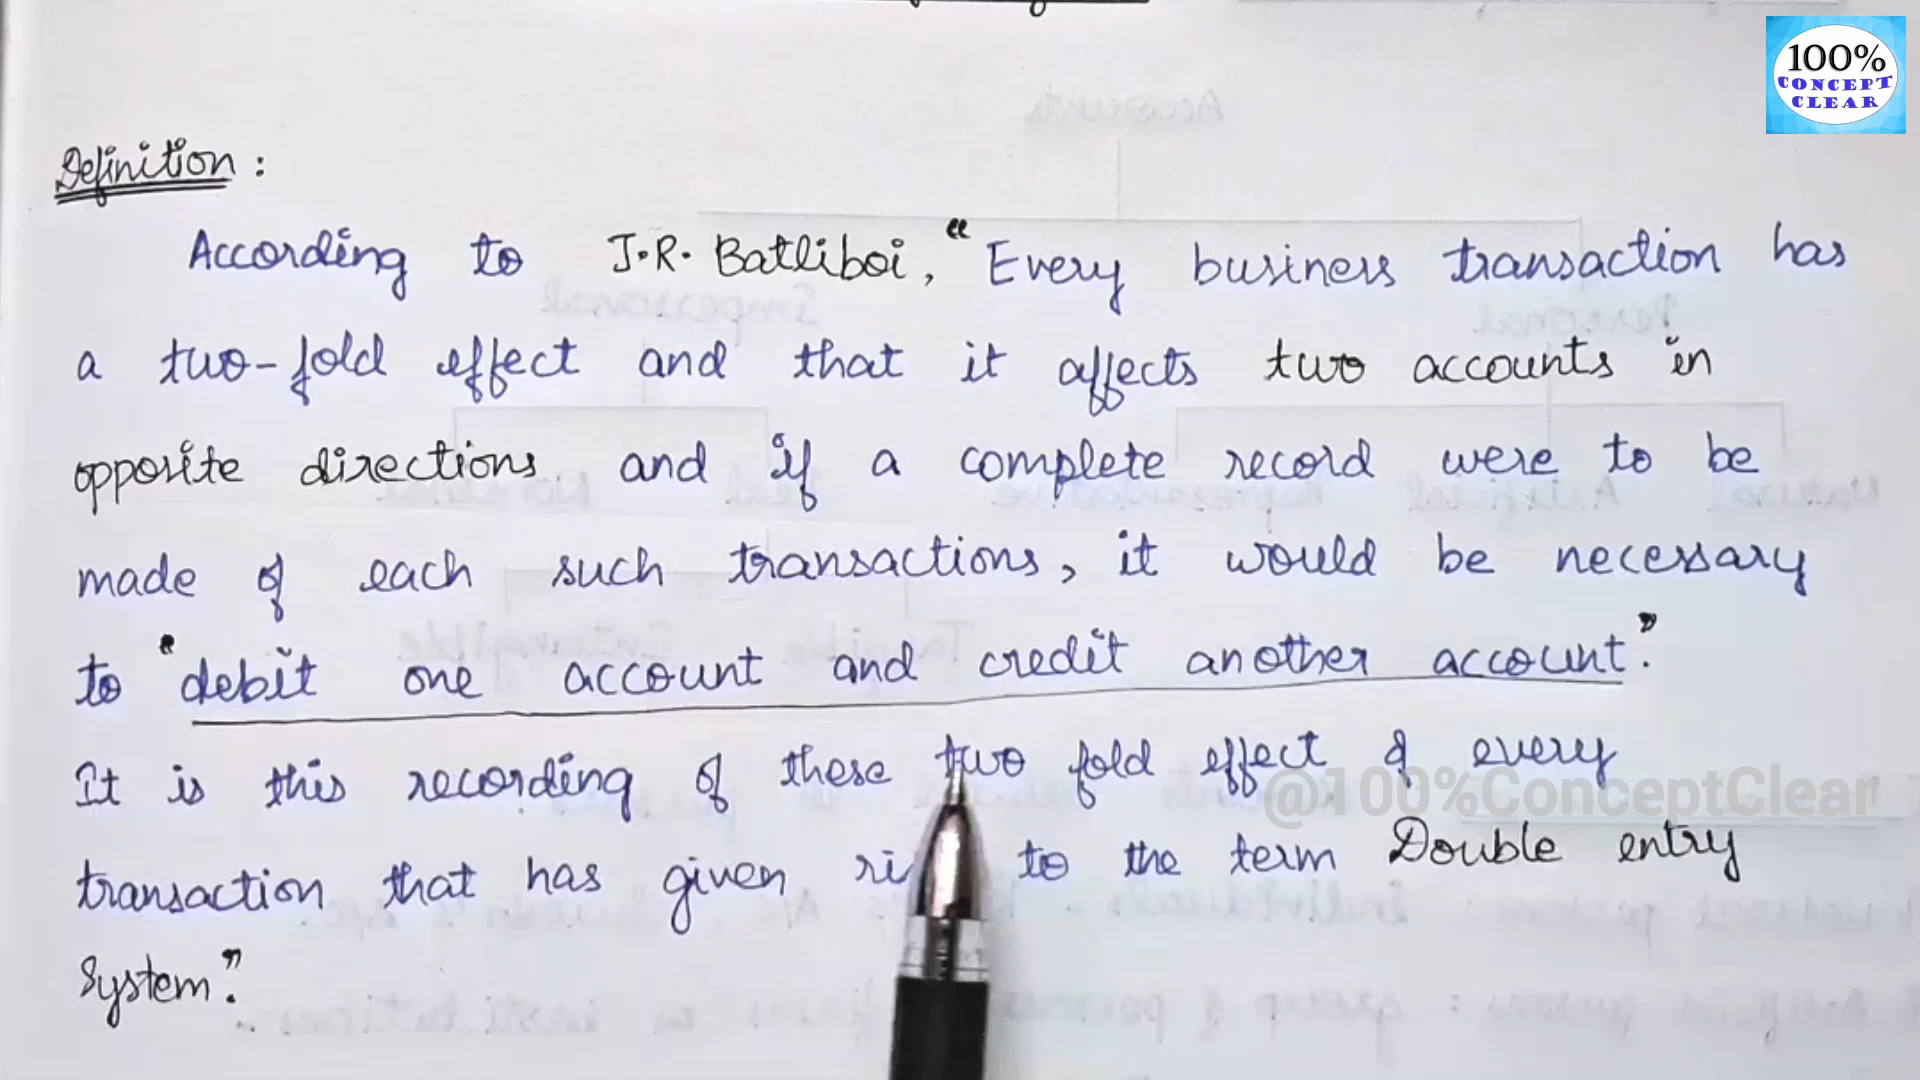 100%
CONCEPT
CLEAR
Definition :
According to J.R. Batliboi, "Every business transaction has
a two-fold effect and that it affects two accounts in
opposite directions and if a complete record were to be
made of each such transactions, it would be necessary
to "debit one account and credit another account."
It is this recording of these two fold effect of every
@100%ConceptClear
transaction that has given to the term Double entry
System."